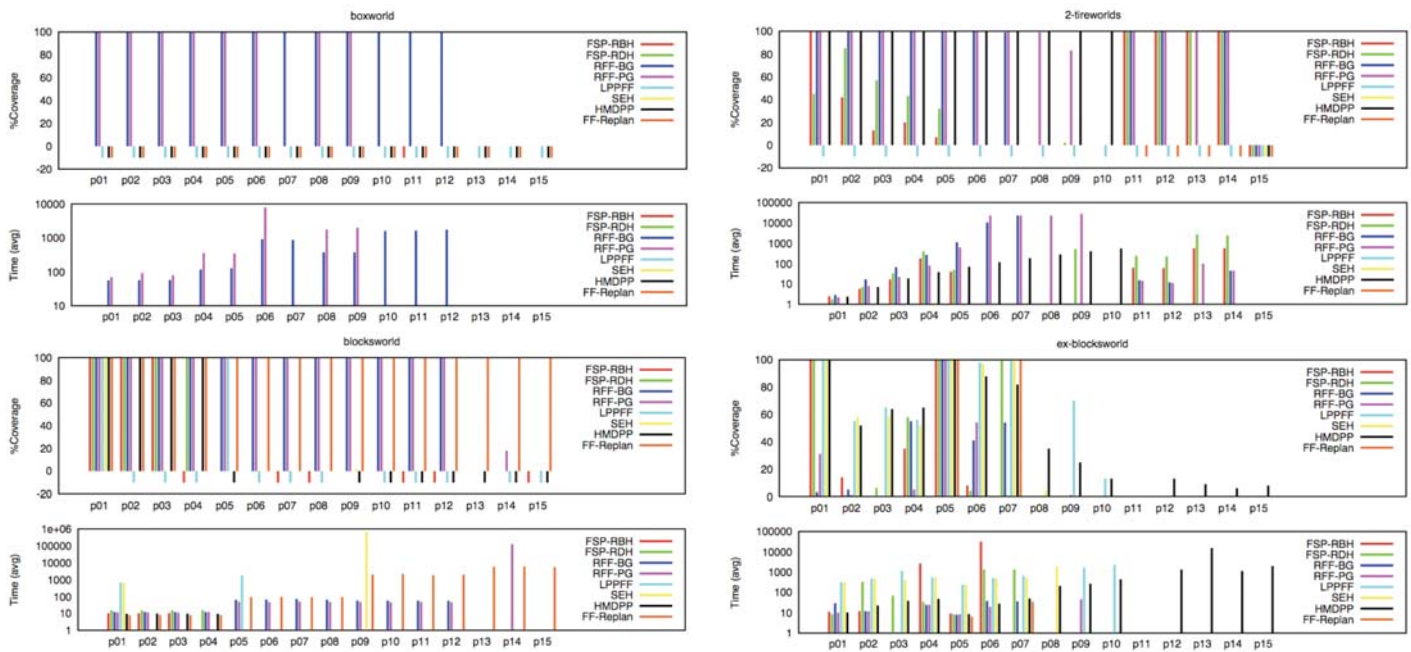 boxworld
100
80
60
40
20
0
-20
%Coverage
FSP-RBH
FSP-RDH
RFF-BG
RFF-PG
LPPFF
SEH
HMDPP
FF-Replan
p01 p02 p03 p04 p05 p06 p07 p08 p09 p10 p11 p12 p13 p14 p15
10000
1000
100
10
Time (avg)
FSP-RBH
FSP-RDH
RFF-BG
RFF-PG
LPPFF
SEH
HMDPP
FF-Replan
p01 p02 p03 p04 p05 p06 p07 p08 p09 p10 p11 p12 p13 p14 p15
blocksworld
100
80
60
40
20
0
-20
%Coverage
FSP-RBH
FSP-RDH
RFF-BG
RFF-PG
LPPFF
SEH
HMDPP
FF-Replan
p01 p02 p03 p04 p05 p06 p07 p08 p09 p10 p11 p12 p13 p14 p15
1e+06
100000
10000
1000
100
10
1
Time (avg)
FSP-RBH
FSP-RDH
RFF-BG
RFF-PG
LPPFF
SEH
HMDPP
FF-Replan
p01 p02 p03 p04 p05 p06 p07 p08 p09 p10 p11 p12 p13 p14 p15
2-tireworlds
100
80
60
40
20
0
-20
%Coverage
FSP-RBH
FSP-RDH
RFF-BG
RFF-PG
LPPFF
SEH
HMDPP
FF-Replan
p01 p02 p03 p04 p05 p06 p07 p08 p09 p10 p11 p12 p13 p14 p15
100000
10000
1000
100
10
1
Time (avg)
FSP-RBH
FSP-RDH
RFF-BG
RFF-PG
LPPFF
SEH
HMDPP
FF-Replan
p01 p02 p03 p04 p05 p06 p07 p08 p09 p10 p11 p12 p13 p14 p15
ex-blocksworld
100
80
60
40
20
0
%Coverage
FSP-RBH
FSP-RDH
RFF-BG
RFF-PG
LPPFF
SEH
HMDPP
FF-Replan
p01 p02 p03 p04 p05 p06 p07 p08 p09 p10 p11 p12 p13 p14 p15
100000
10000
1000
100
10
1
Time (avg)
FSP-RBH
FSP-RDH
RFF-BG
RFF-PG
LPPFF
SEH
HMDPP
FF-Replan
p01 p02 p03 p04 p05 p06 p07 p08 p09 p10 p11 p12 p13 p14 p15